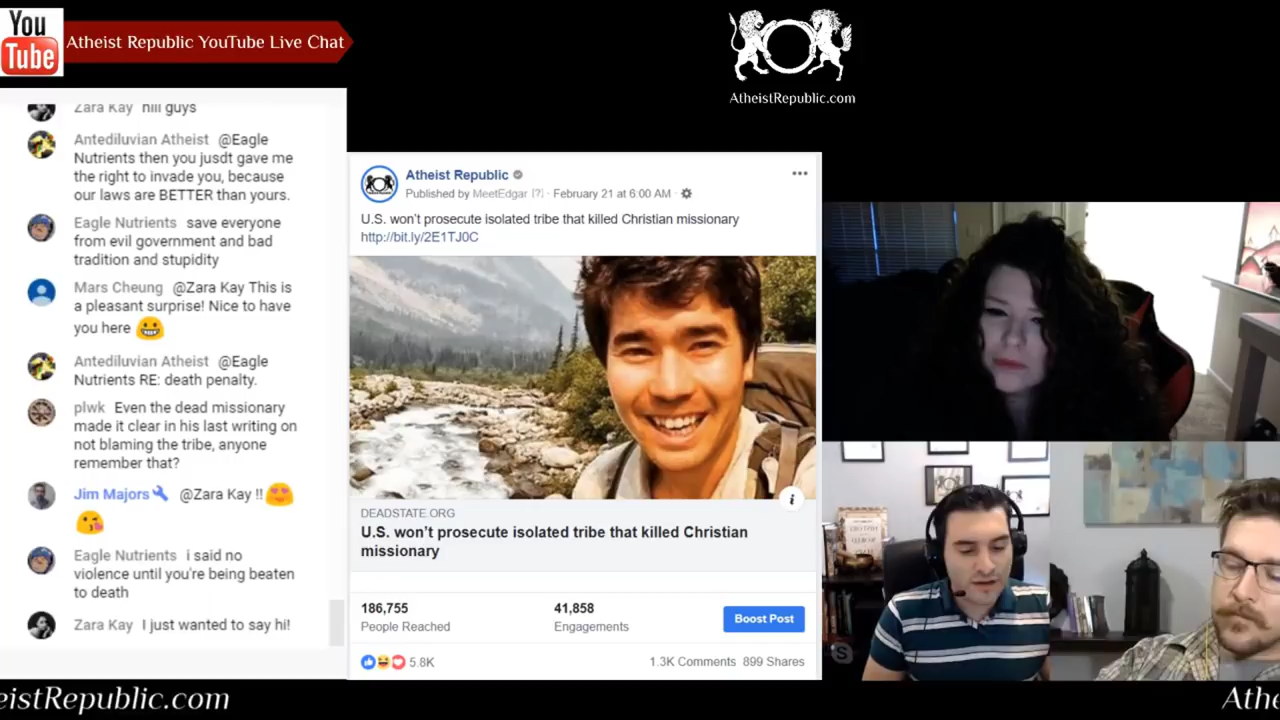 You
Tube
Atheist Republic YouTube Live Chat
AtheistRepublic.com
Zara Kay hiii guys
Antediluvian Atheist @Eagle
Nutrients then you jusdt gave me
the right to invade you, because
our laws are BETTER than yours.
Eagle Nutrients save everyone
from evil government and bad
tradition and stupidity
Mars Cheung @Zara Kay This is
a pleasant surprise! Nice to have
you here 😀
Antediluvian Atheist @Eagle
Nutrients RE: death penalty.
plwk Even the dead missionary
made it clear in his last writing on
not blaming the tribe, anyone
remember that?
Jim Majors @Zara Kay !! 😍
😘
Eagle Nutrients i said no
violence until you're being beaten
to death
Zara Kay I just wanted to say hi!
Atheist Republic
Published by MeetEdgar [?] · February 21 at 6:00 AM ·
U.S. won't prosecute isolated tribe that killed Christian missionary
http://bit.ly/2E1TJ0C
DEADSTATE.ORG
U.S. won't prosecute isolated tribe that killed Christian
missionary
186,755
People Reached
41,858
Engagements
Boost Post
5.8K
1.3K Comments 899 Shares
eistRepublic.com
Athe